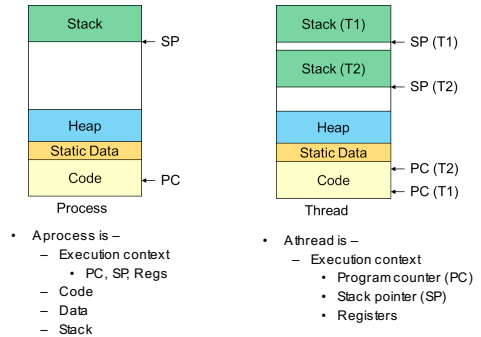 Stack
SP
Heap
Static Data
Code
PC
Process
• A process is –
– Execution context
• PC, SP, Regs
– Code
– Data
– Stack
Stack (T1)
SP (T1)
Stack (T2)
SP (T2)
Heap
Static Data
PC (T2)
Code
PC (T1)
Thread
• A thread is –
– Execution context
• Program counter (PC)
• Stack pointer (SP)
• Registers